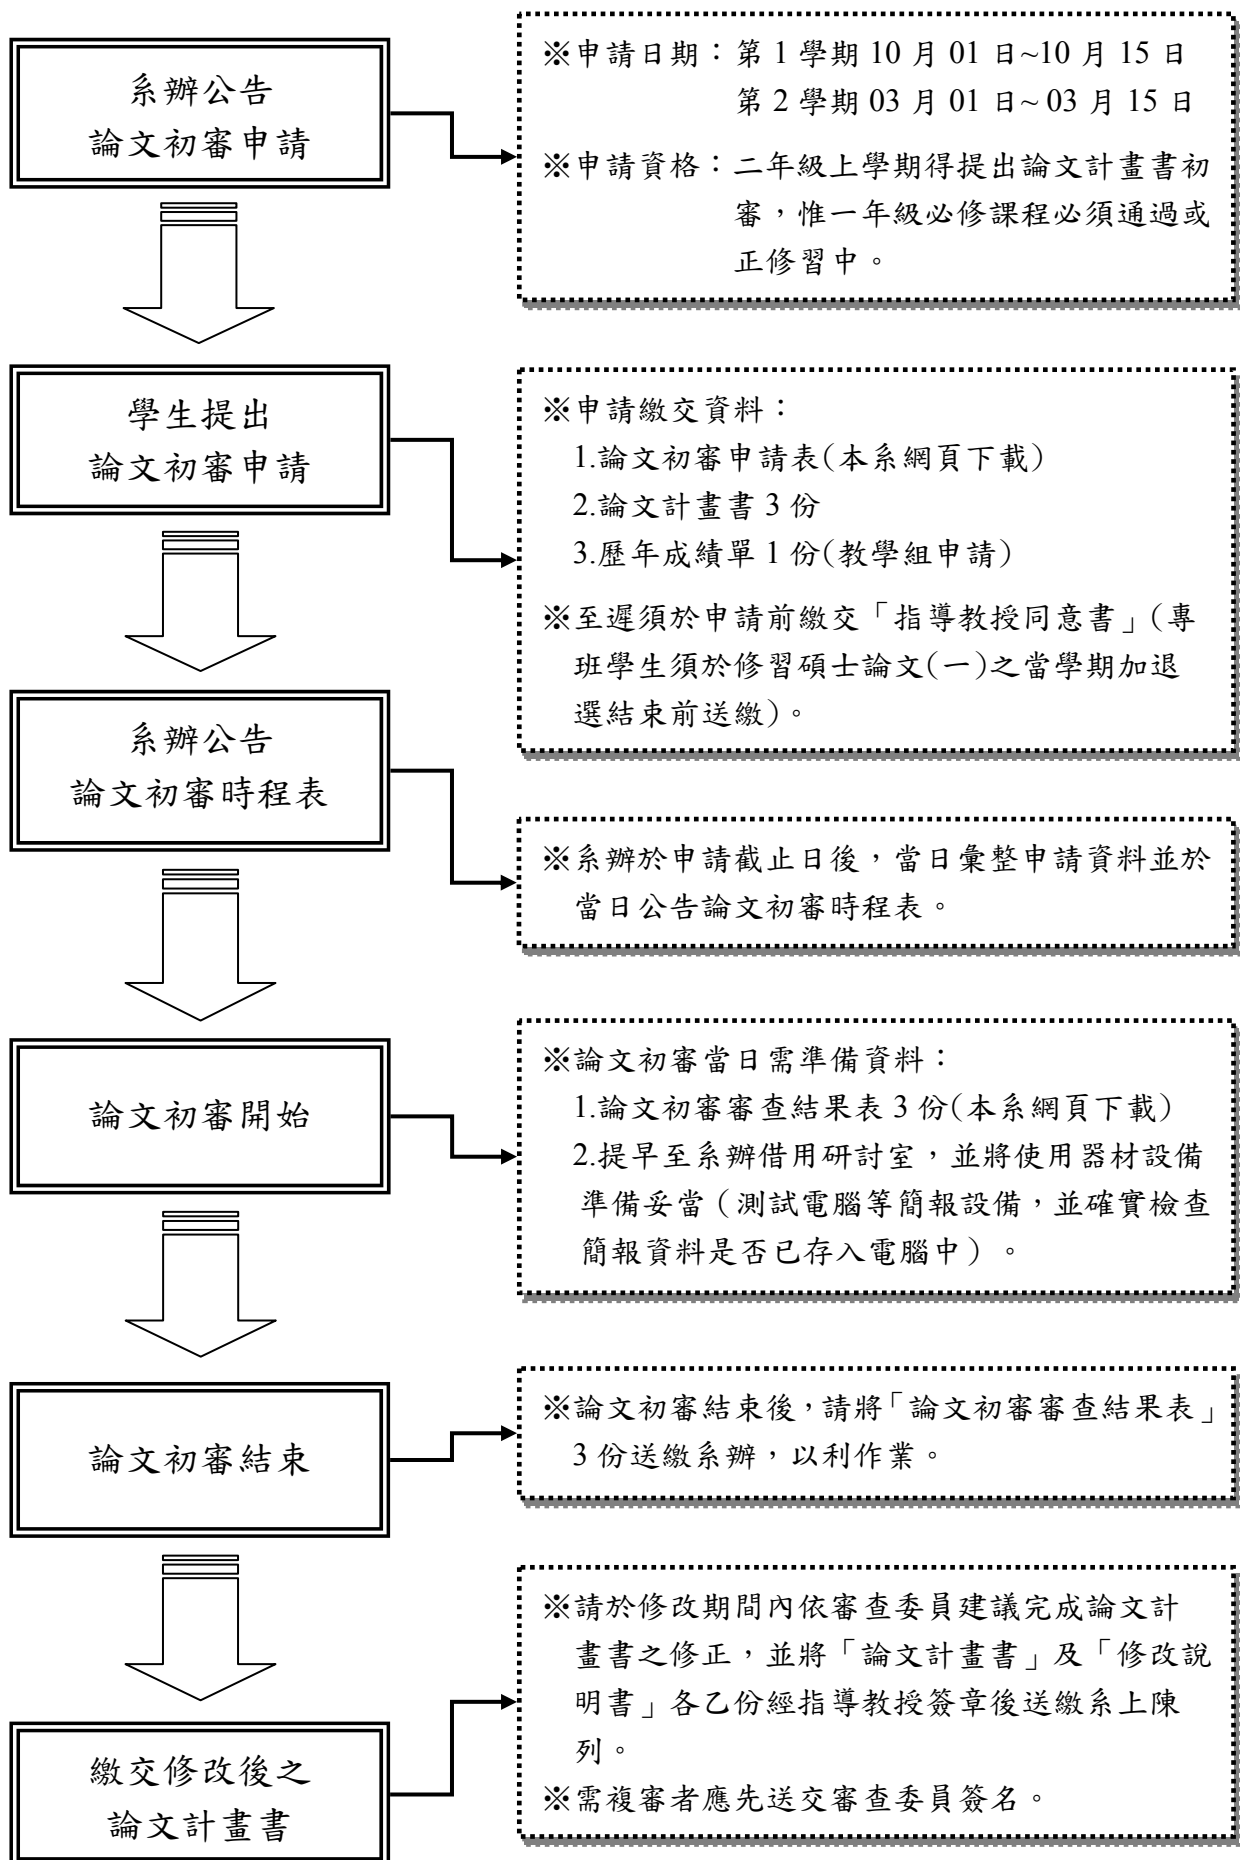 系辦公告
論文初審申請
※申請日期：第 1 學期 10 月 01 日~10 月 15 日
第 2 學期 03 月 01 日~ 03 月 15 日
※申請資格：二年級上學期得提出論文計畫書初
審，惟一年級必修課程必須通過或
正修習中。
學生提出
論文初審申請
※申請繳交資料：
1.論文初審申請表(本系網頁下載)
2.論文計畫書 3 份
3.歷年成績單 1 份(教學組申請)
※至遲須於申請前繳交「指導教授同意書」(專
班學生須於修習碩士論文(一)之當學期加退
選結束前送繳)。
系辦公告
論文初審時程表
※系辦於申請截止日後，當日彙整申請資料並於
當日公告論文初審時程表。
論文初審開始
※論文初審當日需準備資料：
1.論文初審審查結果表 3 份(本系網頁下載)
2.提早至系辦借用研討室，並將使用器材設備
準備妥當（測試電腦等簡報設備，並確實檢查
簡報資料是否已存入電腦中）。
論文初審結束
※論文初審結束後，請將「論文初審審查結果表」
3 份送繳系辦，以利作業。
繳交修改後之
論文計畫書
※請於修改期間內依審查委員建議完成論文計
畫書之修正，並將「論文計畫書」及「修改說
明書」各乙份經指導教授簽章後送繳系上陳
列。
※需複審者應先送交審查委員簽名。